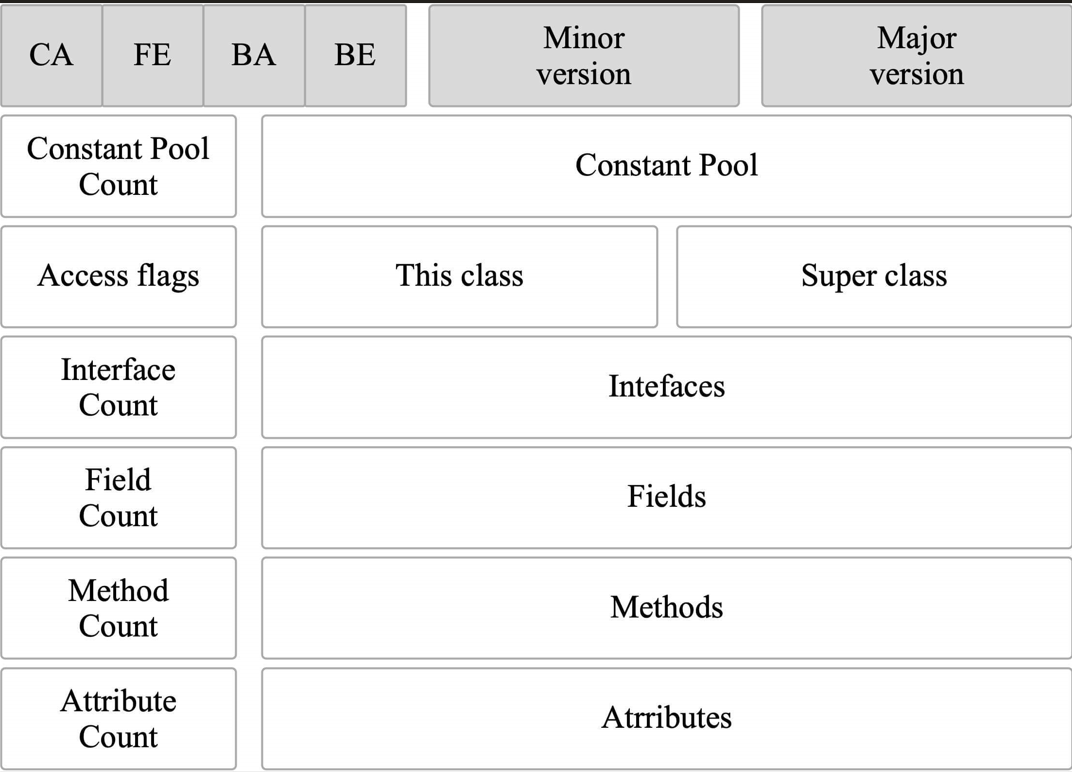 CA FE BA BE
Minor
version
Major
version
Constant Pool
Count
Constant Pool
Access flags
This class
Super class
Interface
Count
Intefaces
Field
Count
Fields
Method
Count
Methods
Attribute
Count
Atrributes